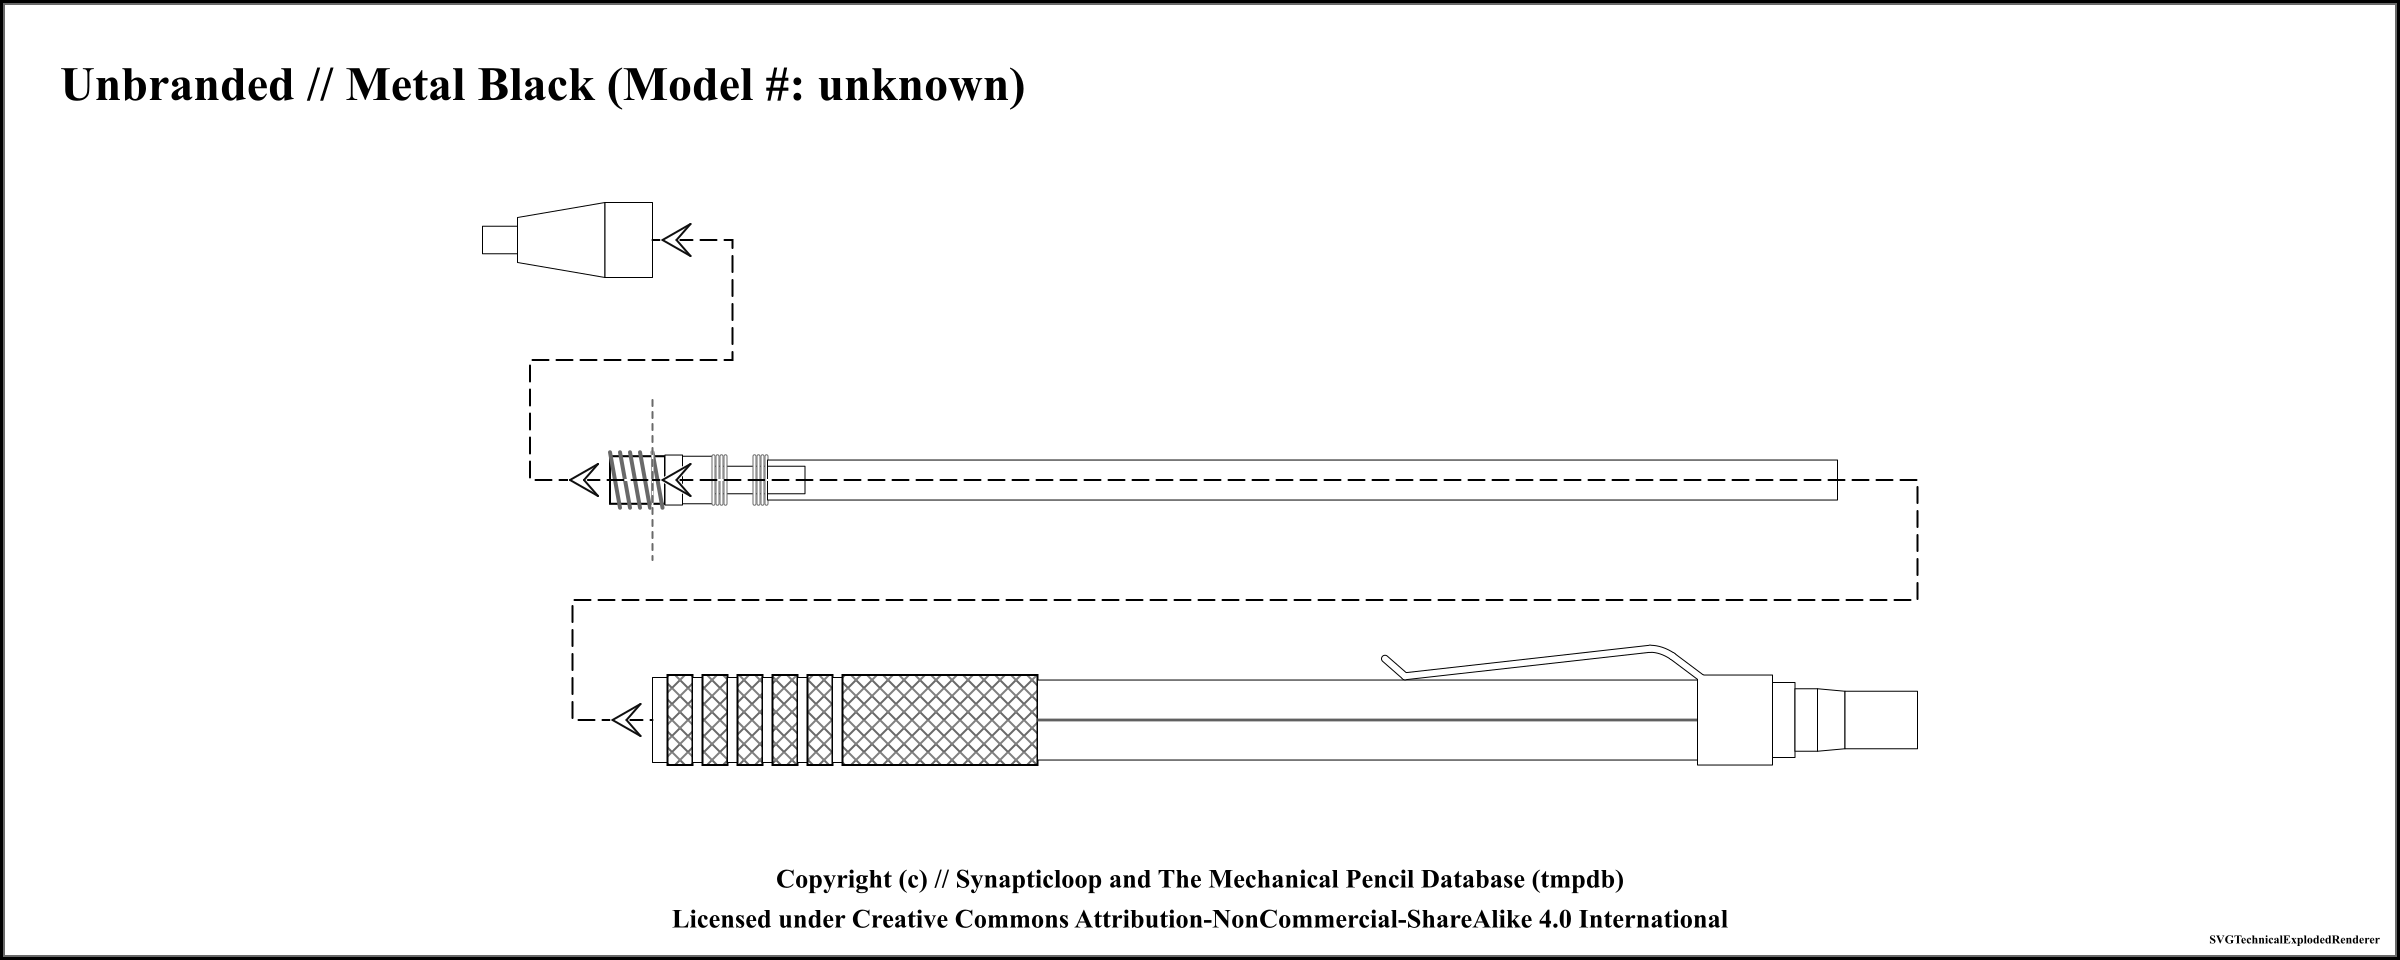 Unbranded // Metal Black (Model #: unknown)
Copyright (c) // Synapticloop and The Mechanical Pencil Database (tmpdb)
Licensed under Creative Commons Attribution-NonCommercial-ShareAlike 4.0 International
SVGTechnicalExplodedRenderer